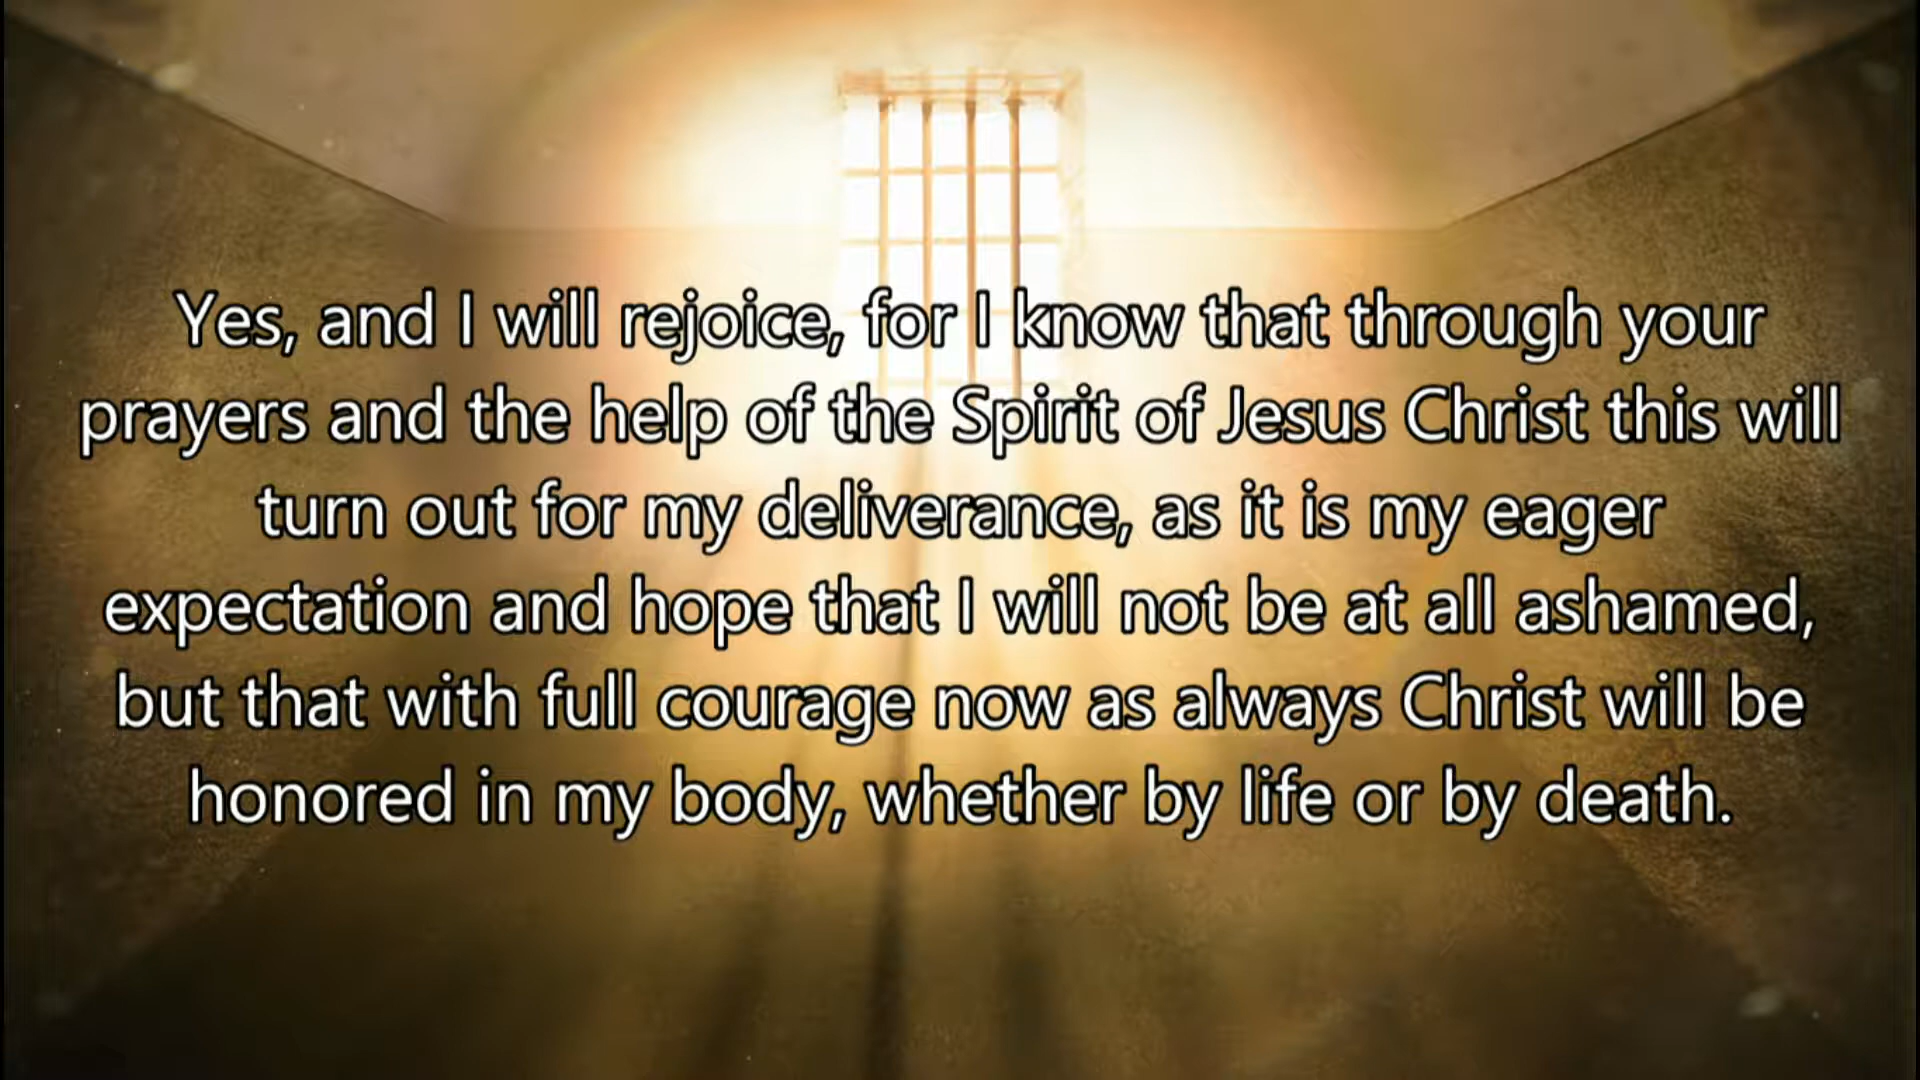 Yes, and I will rejoice, for I know that through your
prayers and the help of the Spirit of Jesus Christ this will
turn out for my deliverance, as it is my eager
expectation and hope that I will not be at all ashamed,
but that with full courage now as always Christ will be
honored in my body, whether by life or by death.